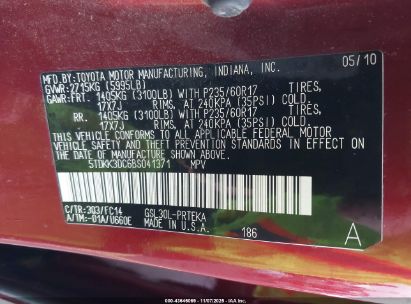 MFD. BY: TOYOTA MOTOR MANUFACTURING, INDIANA, INC. 05/10
GVWR: 2715KG (5995LB)
GAWR: FRT. 1405KG (3100LB) P235/60R17 TIRES,
17X7J RIMS, AT 240KPA (35PSI) COLD.
RR. 1405KG (3100LB) P235/60R17 TIRES,
17X7J RIMS, AT 240KPA (35PSI) COLD.
THIS VEHICLE CONFORMS TO ALL APPLICABLE FEDERAL MOTOR
VEHICLE SAFETY AND THEFT PREVENTION STANDARDS IN EFFECT
ON THE DATE OF MANUFACTURE SHOWN ABOVE.
5TDKK3DC6BS041371 MPV
C/TR: 3Q3/FC14 GSL30L-PRTEKA
A/TM: -01A/U660E MADE IN U.S.A. 186 A